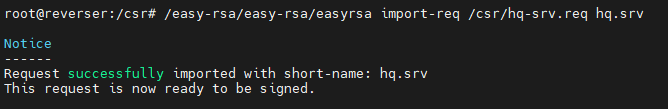 root@reverser:/csr# /easy-rsa/easy-rsa/easyrsa import-req /csr/hq-srv.req hq.srv
Notice
------
Request successfully imported with short-name: hq.srv
This request is now ready to be signed.